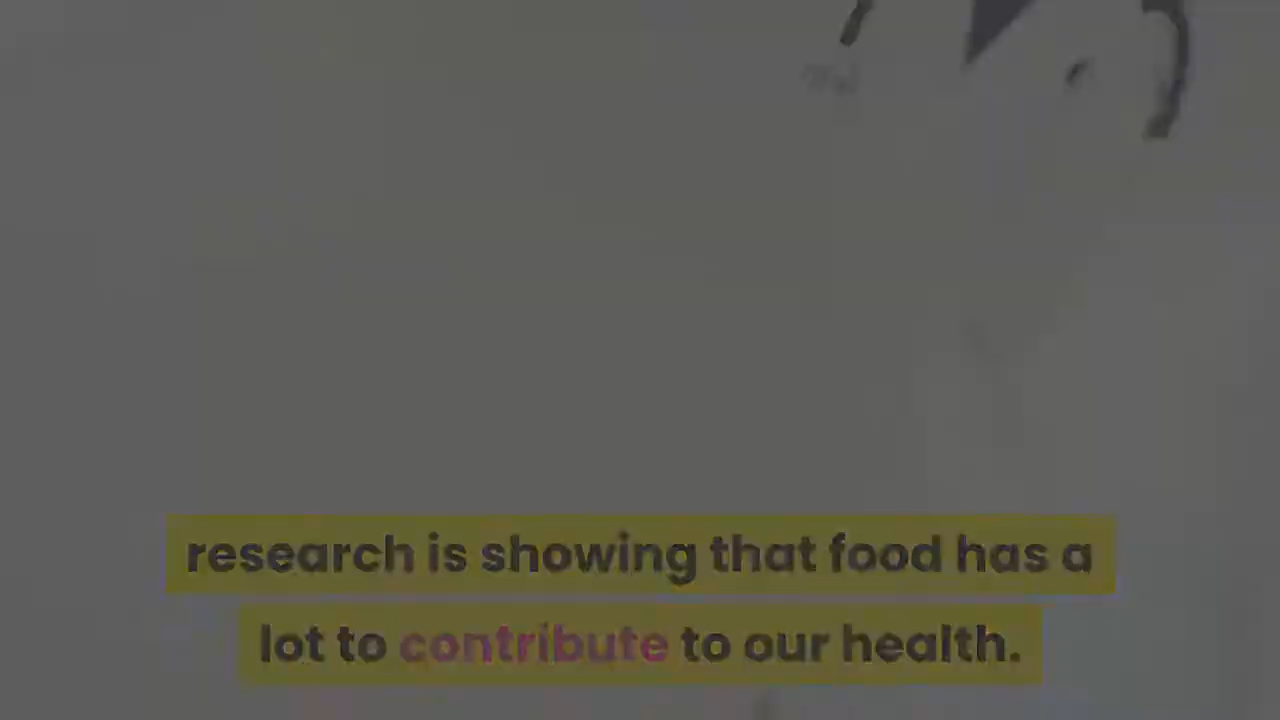 research is showing that food has a
lot to contribute to our health.